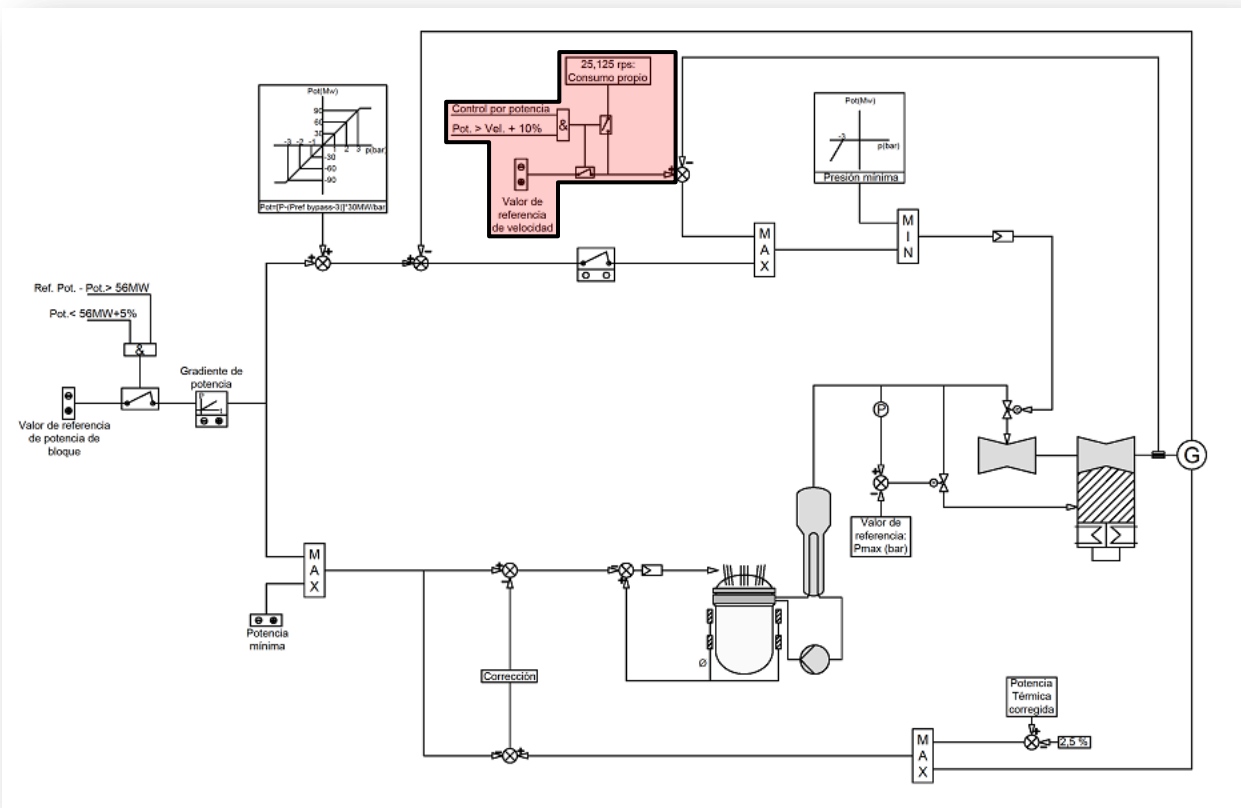 25,125 rps:
Consumo propio
Control por potencia
Pot. > Vel. + 10%
&
Valor de
referencia
de velocidad
Pot(Mw)
90
60
30
-3 -2 -1
1 2 3
p(bar)
-30
-60
-90
Pot=[P-(Pref bypass-3)]*30MW/bar
Pot(Mw)
-3
p(bar)
Presión mínima
M
A
X
M
I
N
Ref. Pot. - Pot.> 56MW
Pot.< 56MW+5%
&
Gradiente de
potencia
Valor de referencia
de potencia de
bloque
P
G
Valor de
referencia:
Pmax (bar)
M
A
X
Potencia
mínima
Corrección
Ø
Potencia
Térmica
corregida
2,5 %
M
A
X